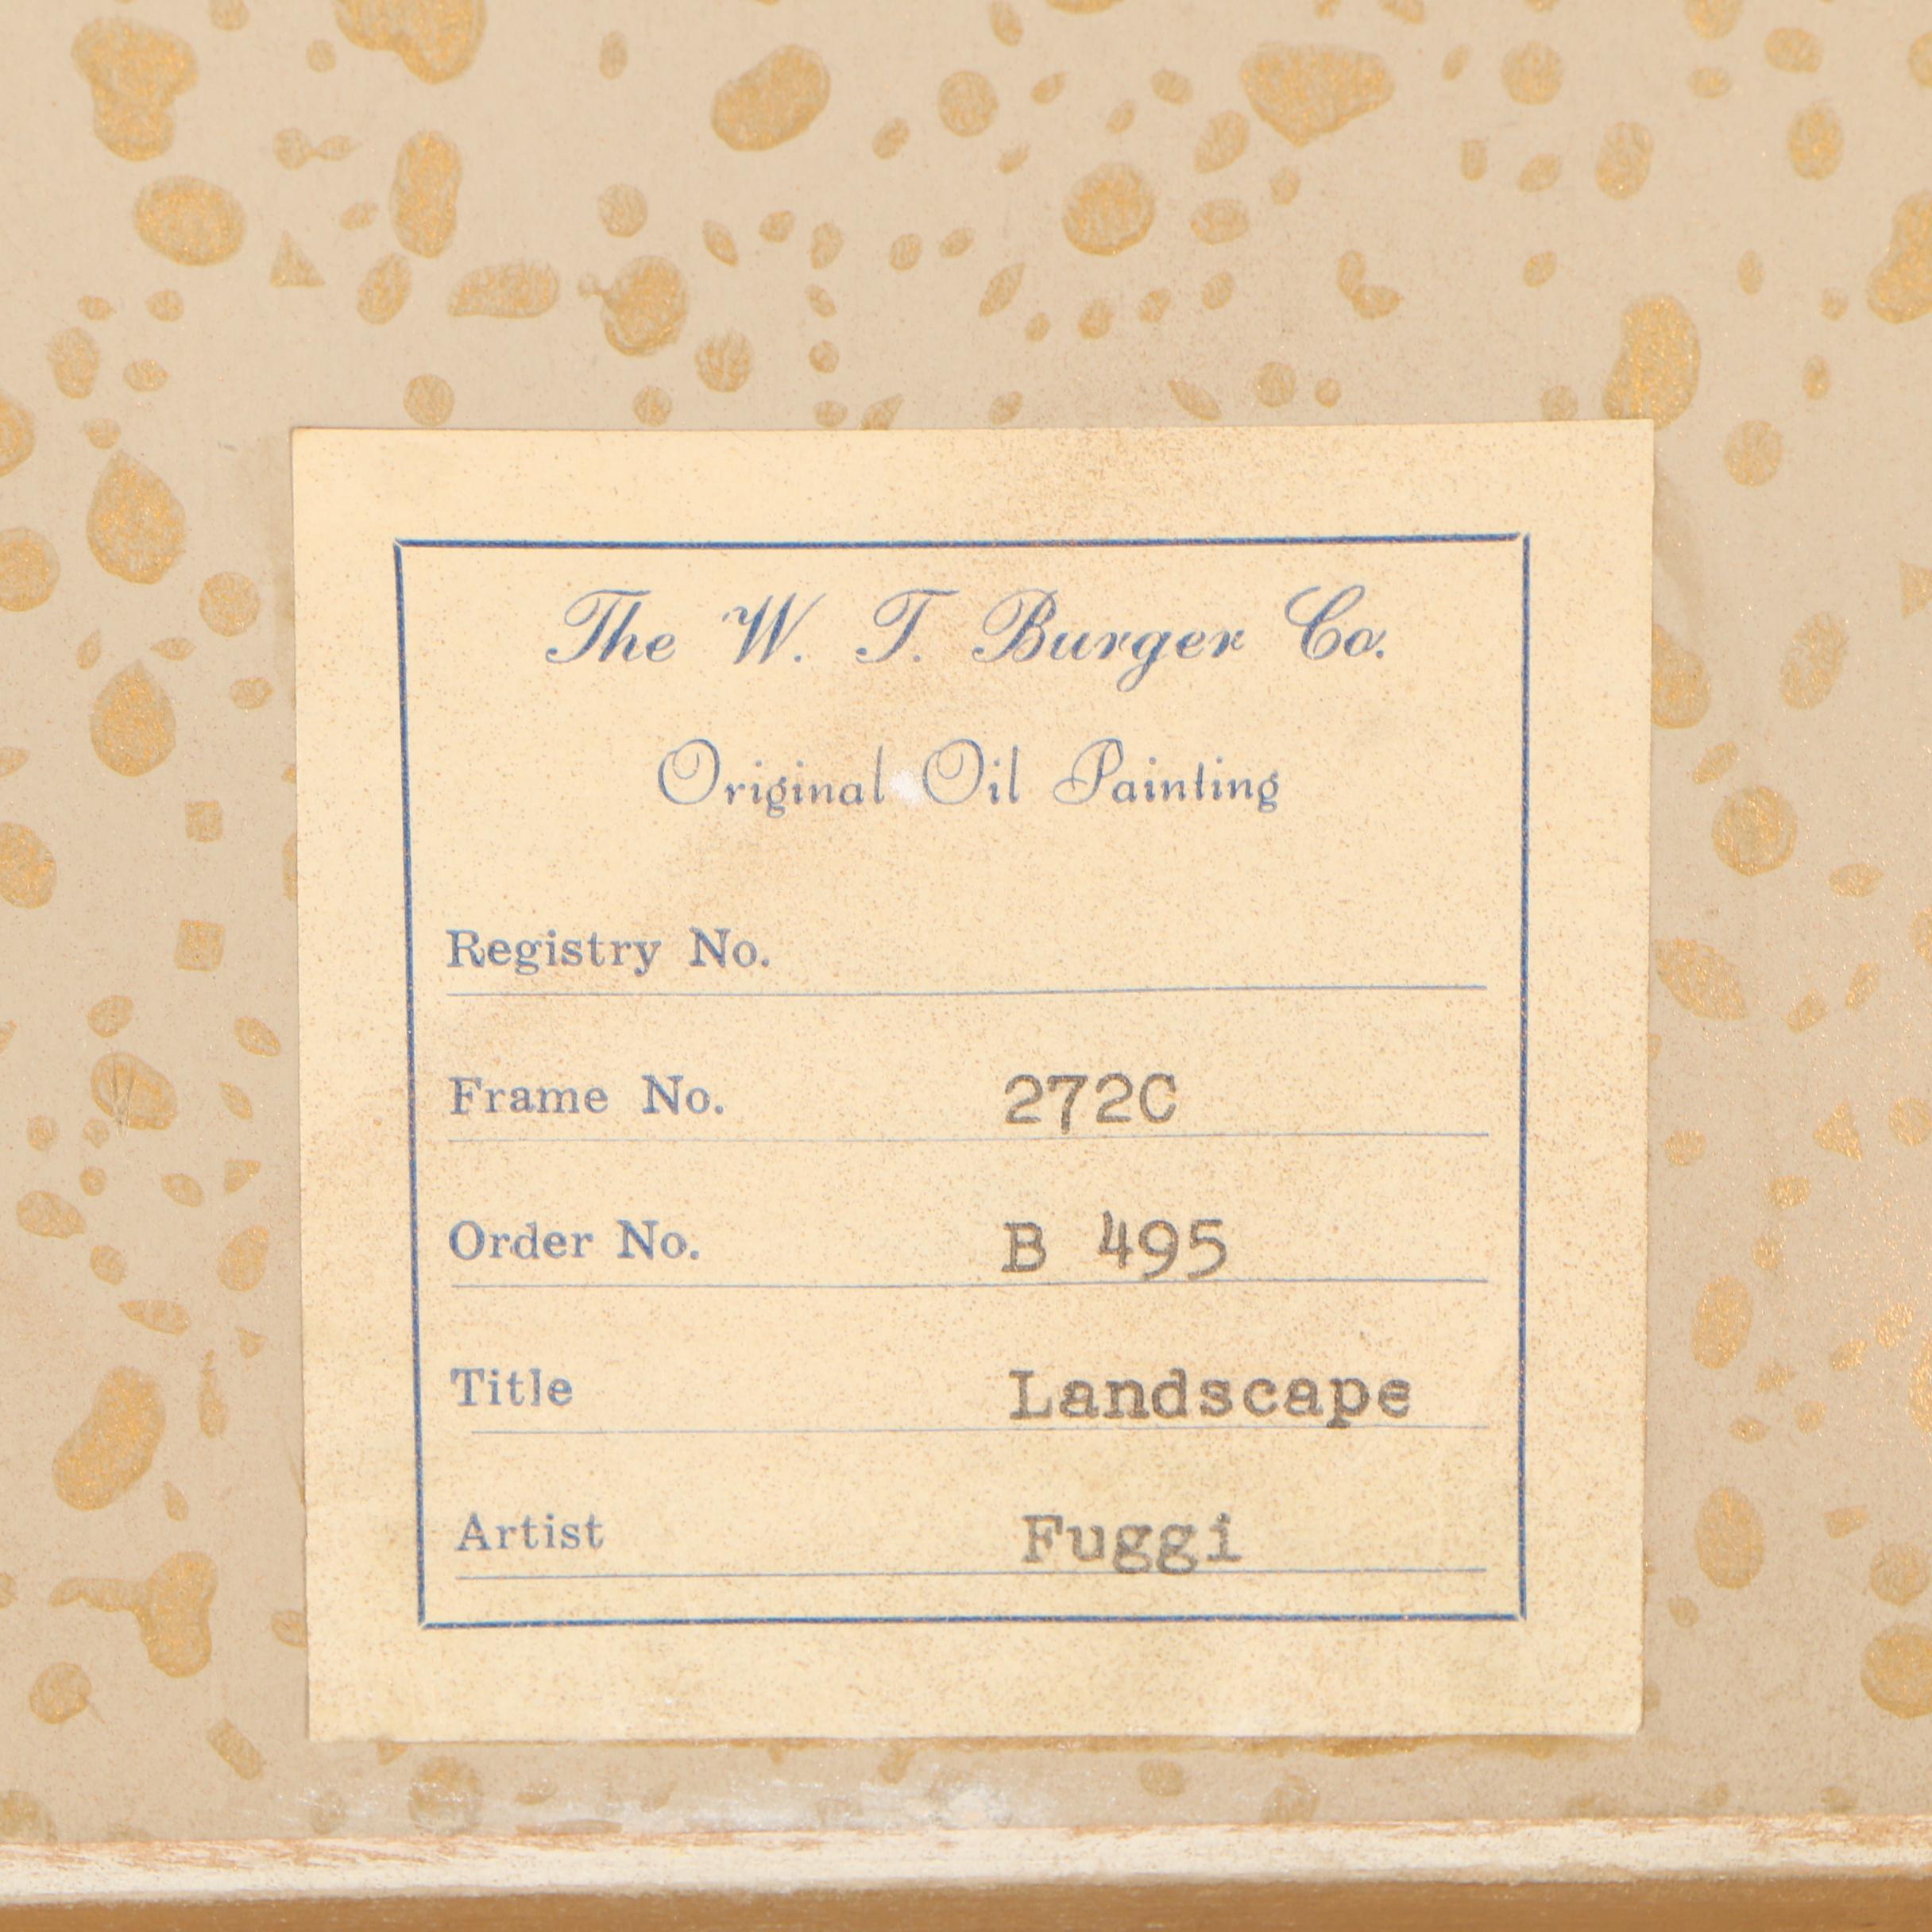 The W. T. Burger Co.
Original Oil Painting
Registry No.
Frame No. 272C
Order No. B 495
Title Landscape
Artist Fuggi